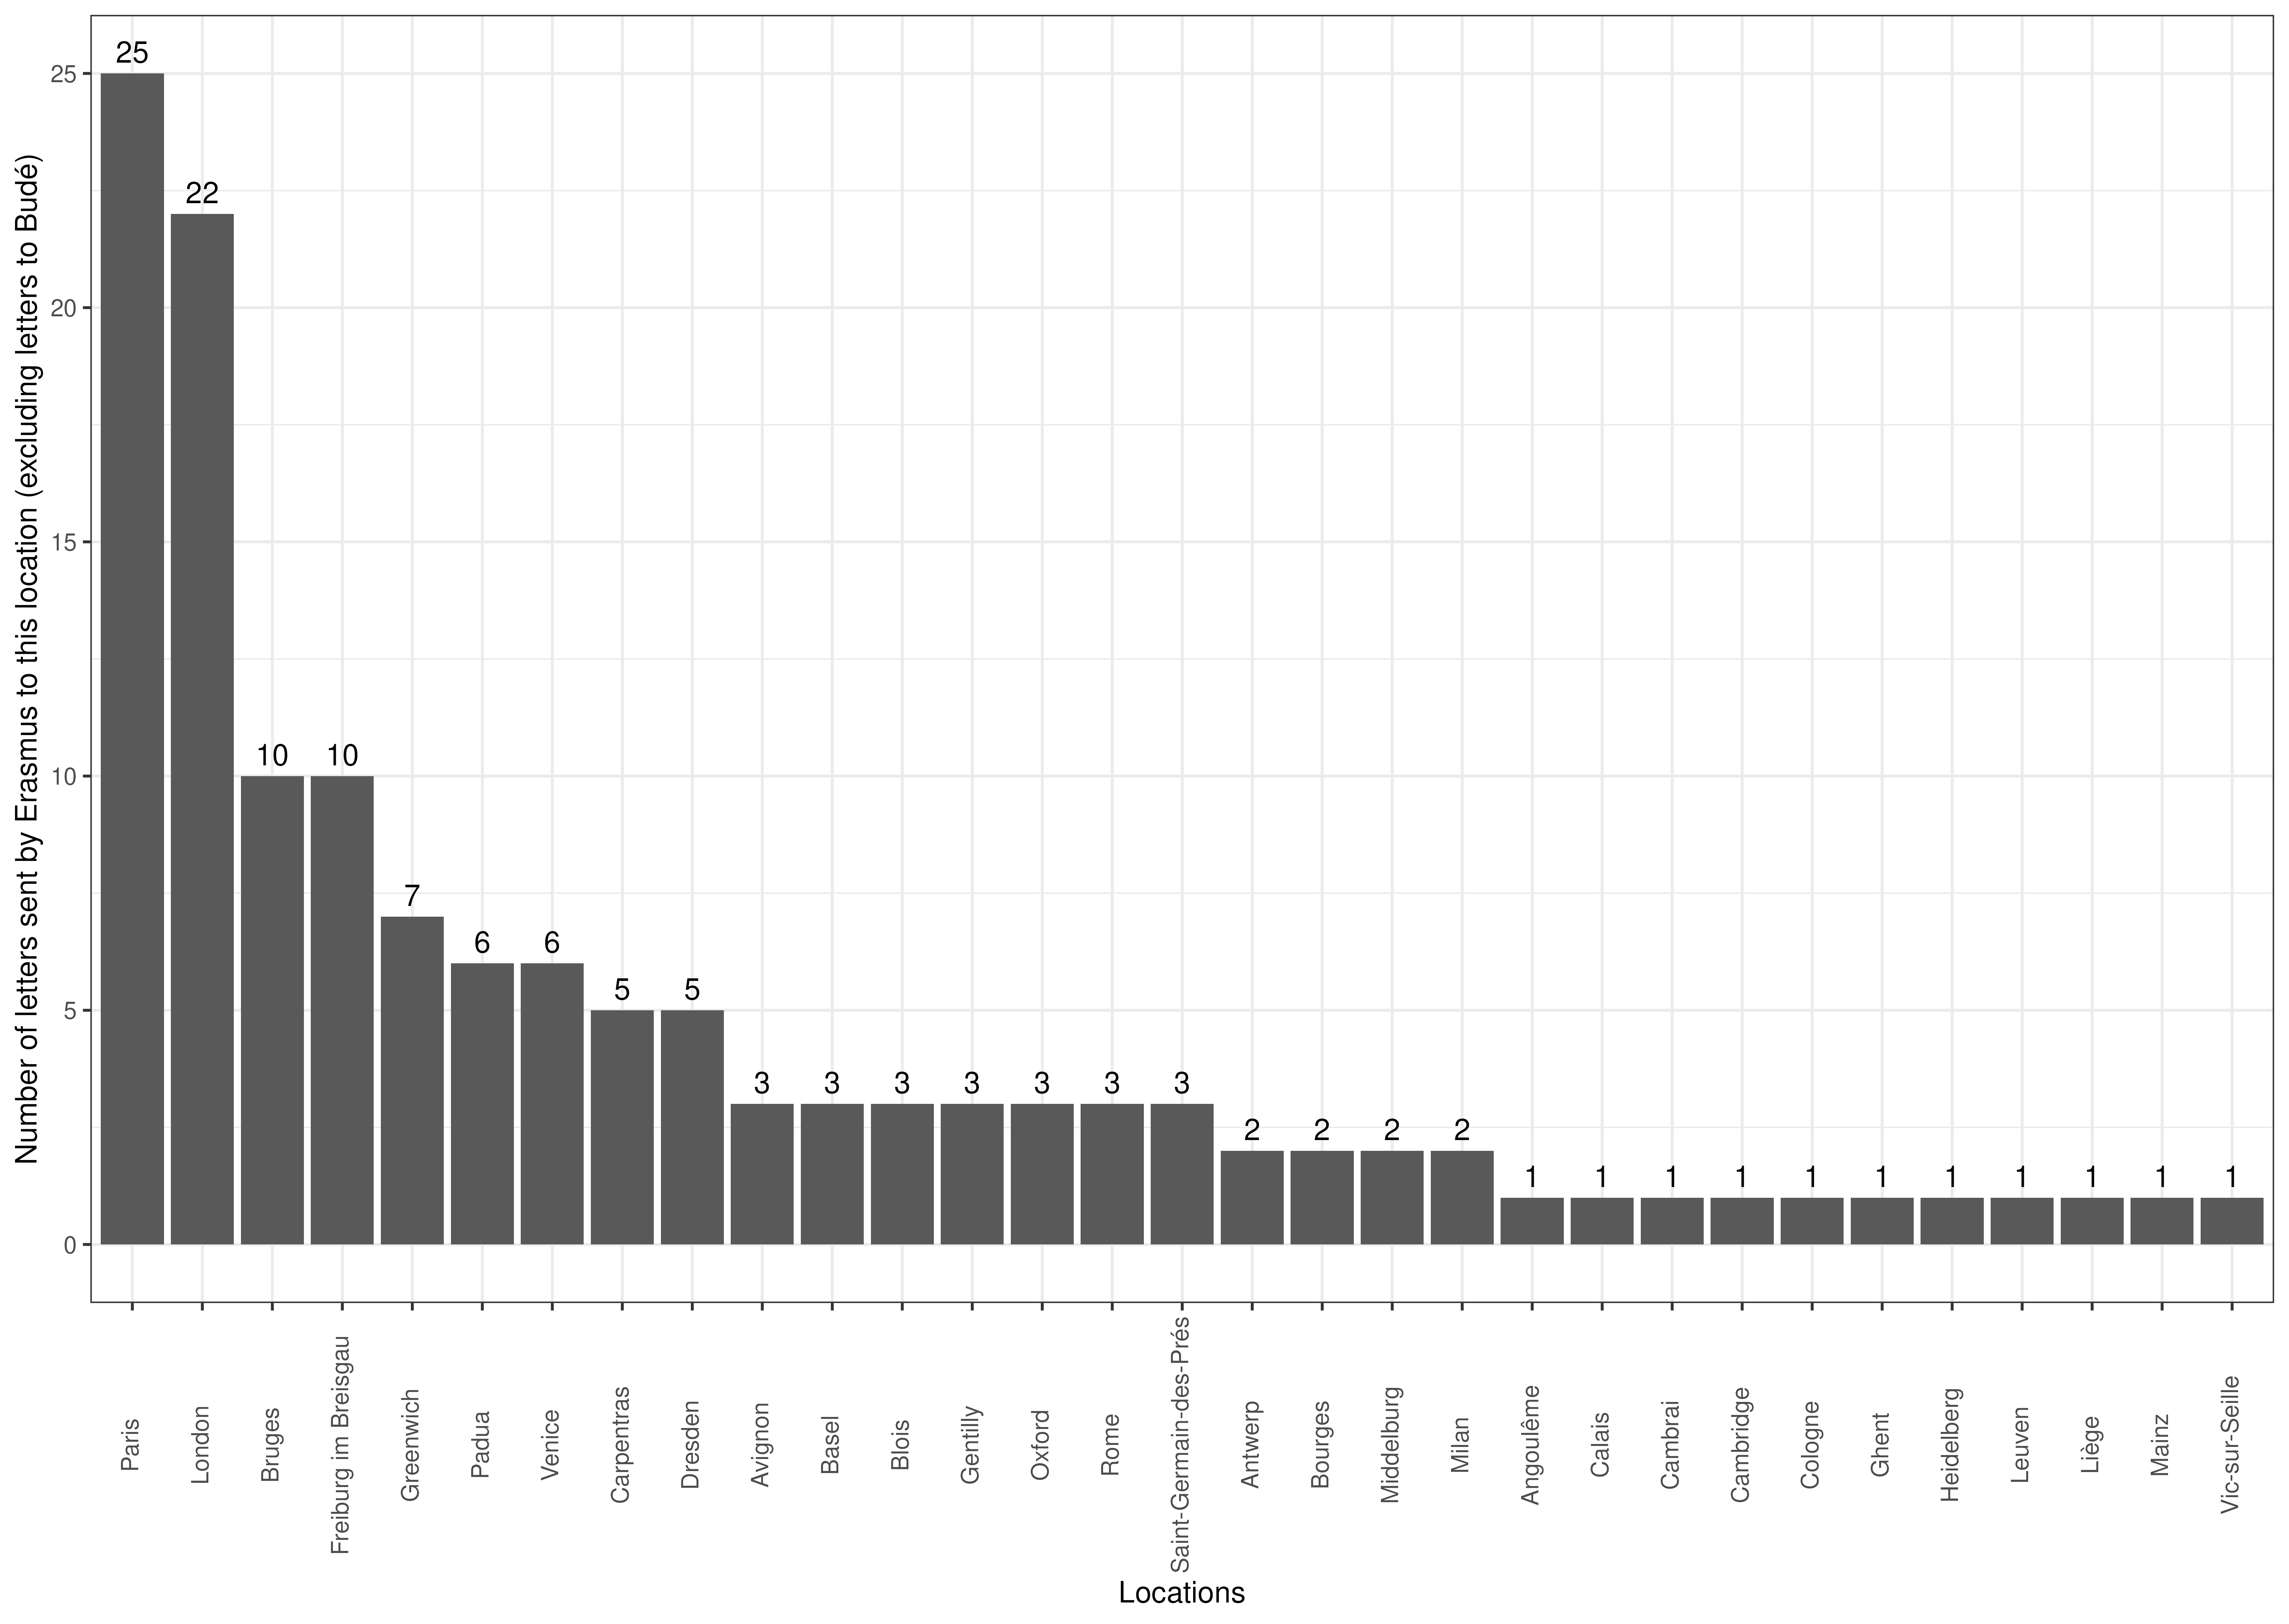 Number of letters sent by Erasmus to this location (excluding letters to Budé)
25
20
15
10
5
0
25
22
10
10
7
6
6
5
5
3
3
3
3
3
3
3
2
2
2
2
1
1
1
1
1
1
1
1
1
1
1
Paris
London
Bruges
Freiburg im Breisgau
Greenwich
Padua
Venice
Carpentras
Dresden
Avignon
Basel
Blois
Gentilly
Oxford
Rome
Saint-Germain-des-Prés
Antwerp
Bourges
Middelburg
Milan
Angoulême
Calais
Cambrai
Cambridge
Cologne
Ghent
Heidelberg
Leuven
Liège
Mainz
Vic-sur-Seille
Locations